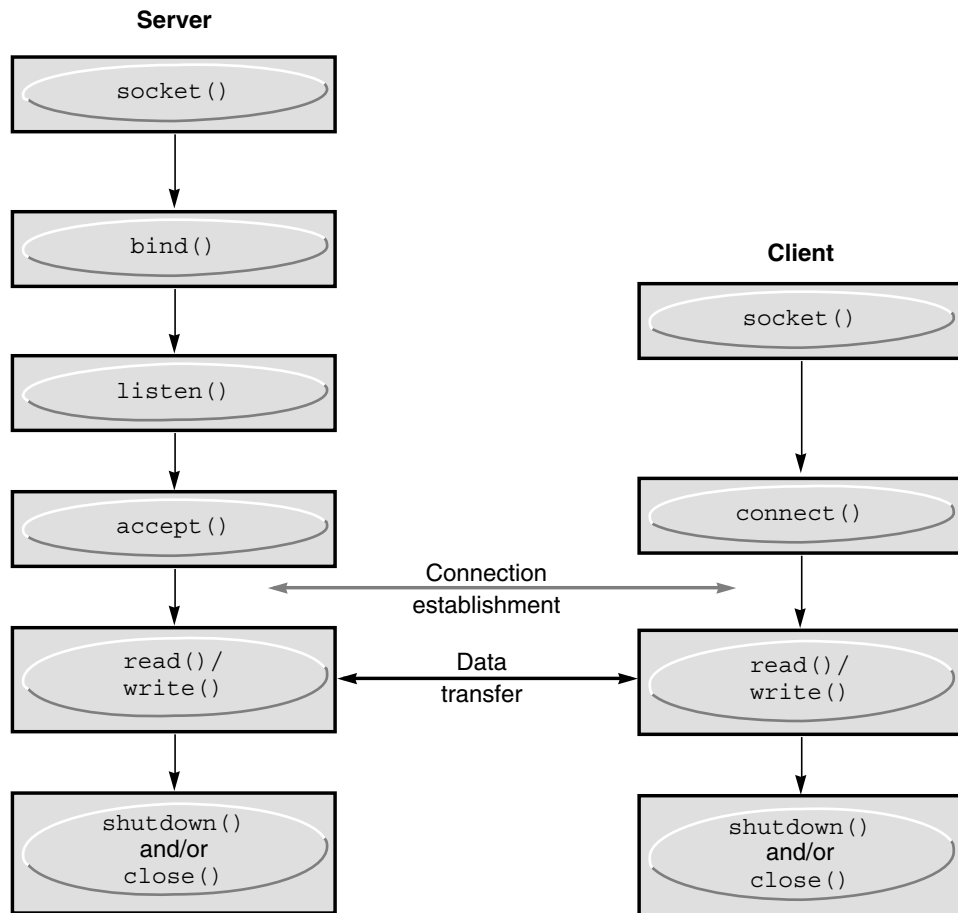 Server
socket()
bind()
listen()
accept()
read()/
write()
shutdown()
and/or
close()
Connection
establishment
Data
transfer
Client
socket()
connect()
read()/
write()
shutdown()
and/or
close()